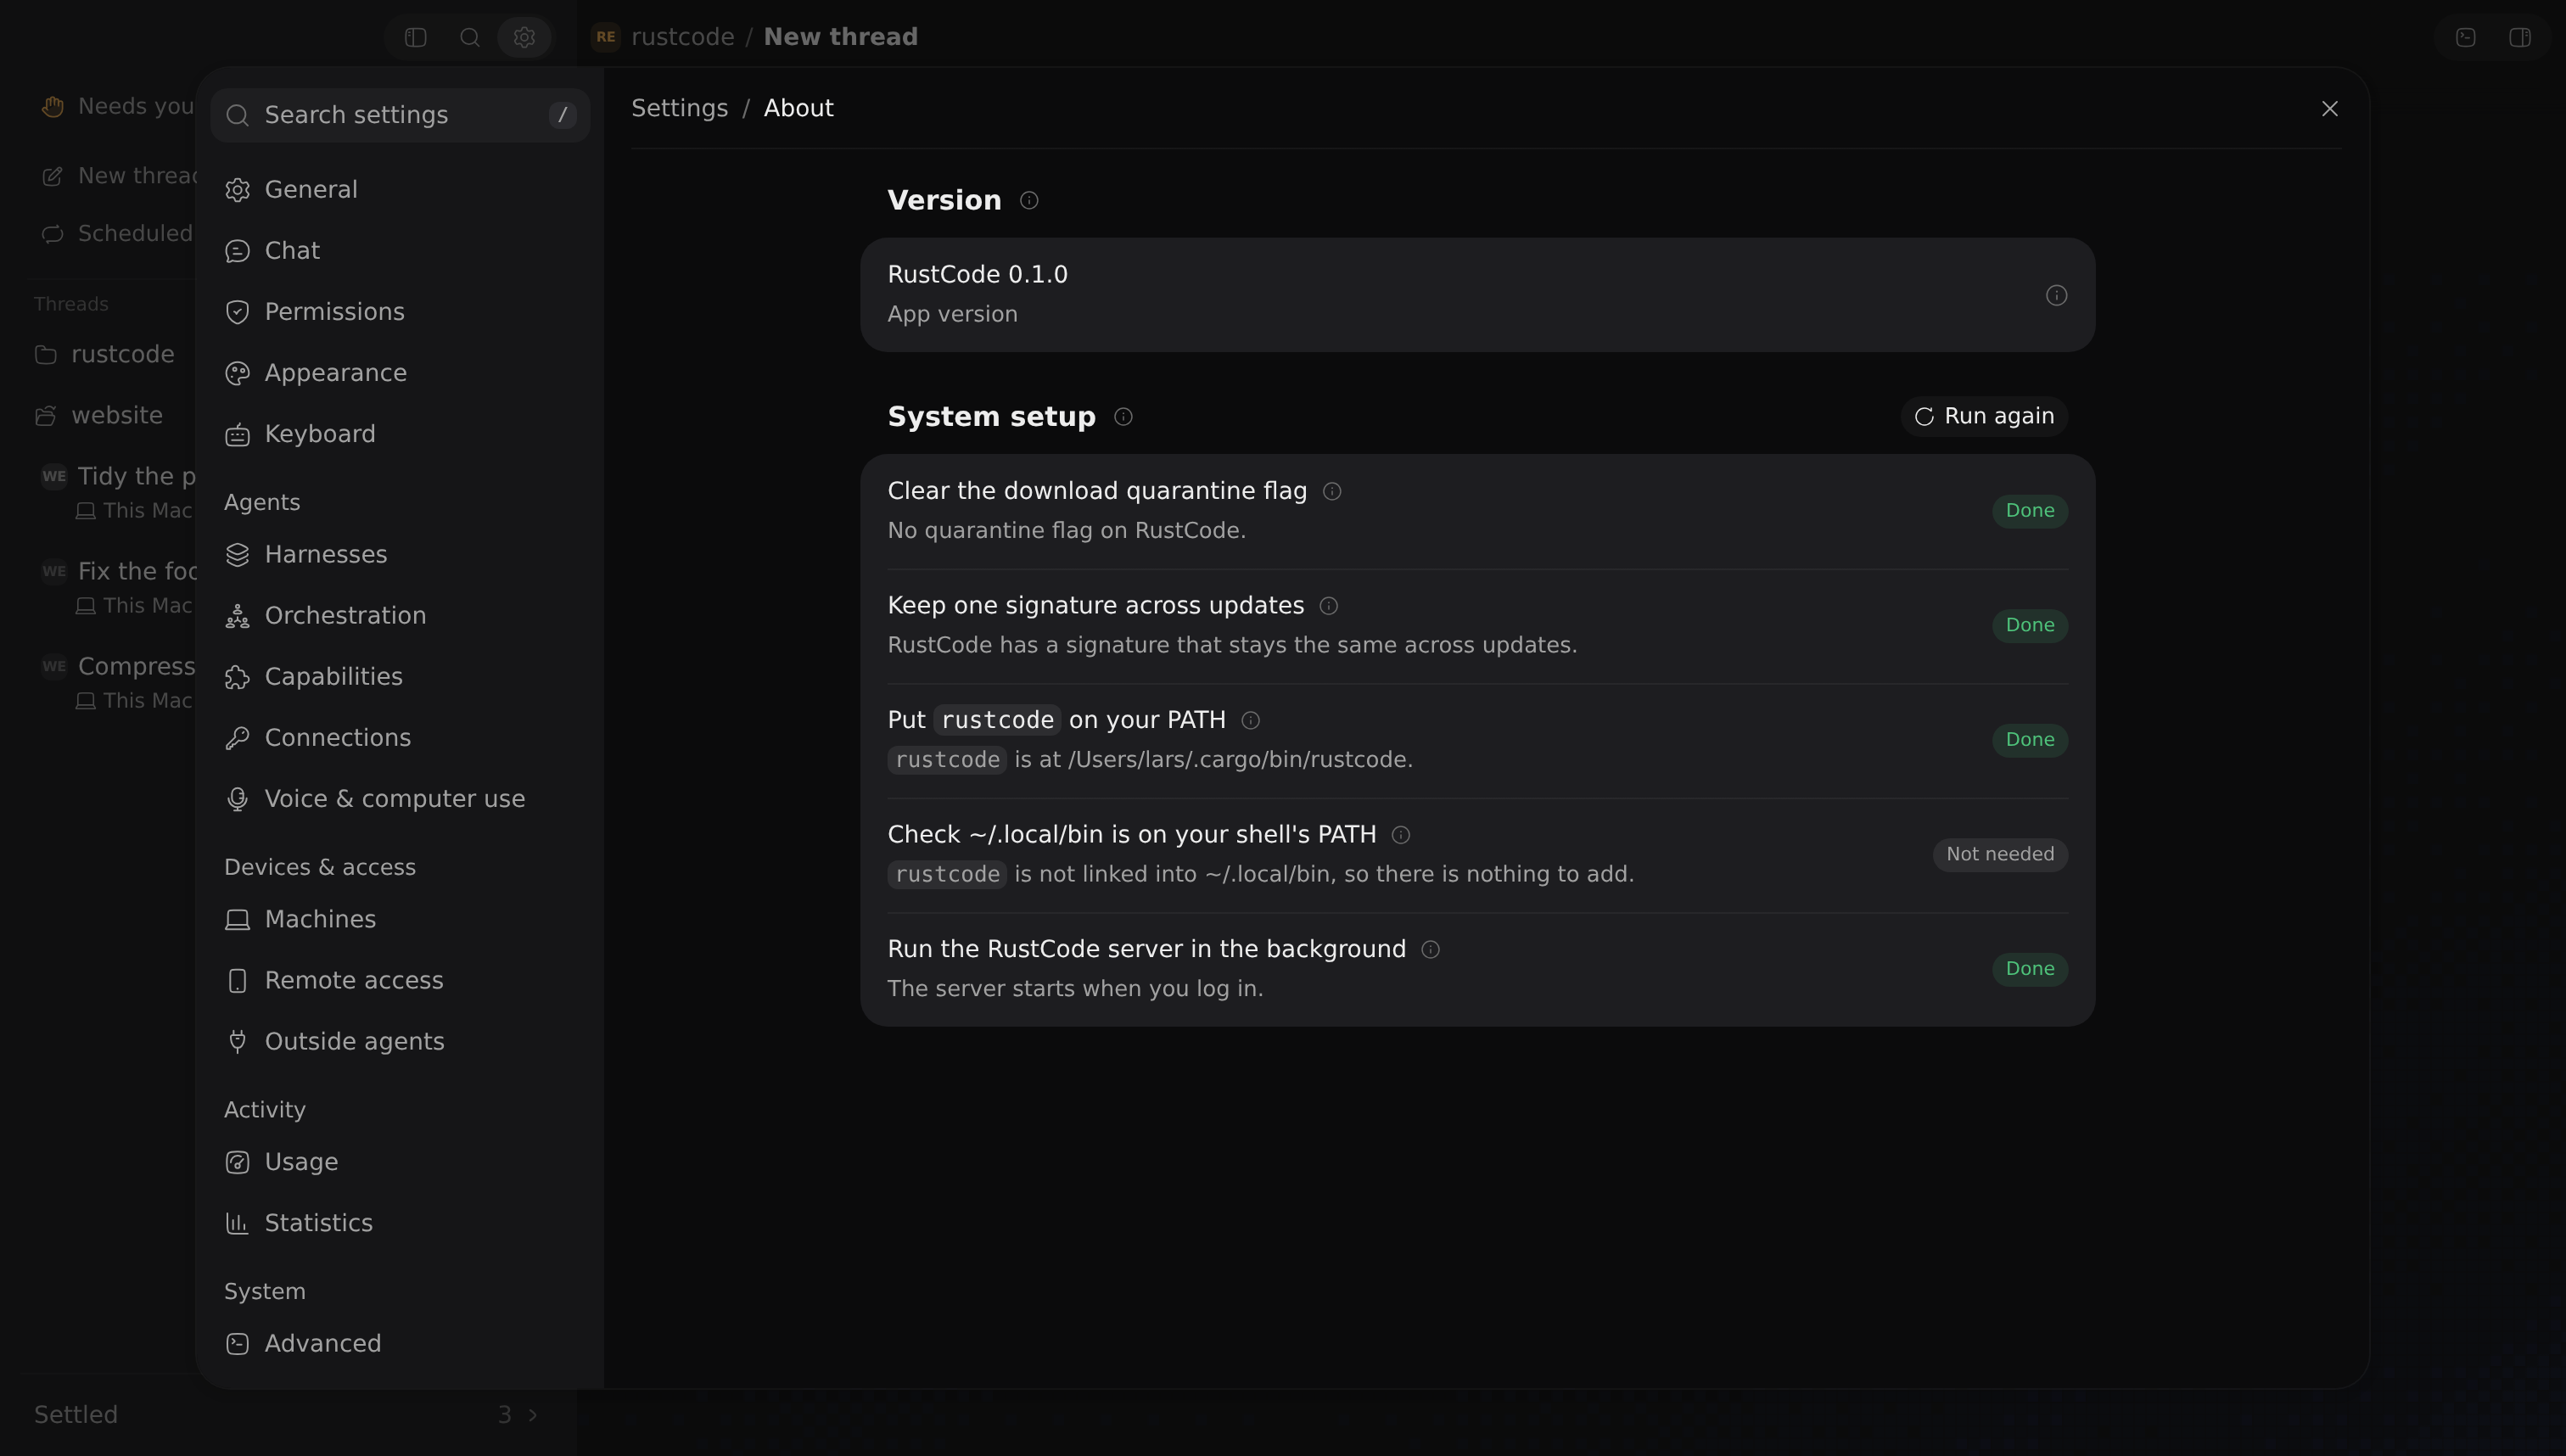 RE rustcode / New thread
Needs you
New thread
Scheduled
Threads
rustcode
website
WE Tidy the p
This Mac
WE Fix the foo
This Mac
WE Compress
This Mac
Settled 3
Search settings /
General
Chat
Permissions
Appearance
Keyboard
Agents
Harnesses
Orchestration
Capabilities
Connections
Voice & computer use
Devices & access
Machines
Remote access
Outside agents
Activity
Usage
Statistics
System
Advanced
Settings / About
Version
RustCode 0.1.0
App version
System setup
Run again
Clear the download quarantine flag
No quarantine flag on RustCode.
Done
Keep one signature across updates
RustCode has a signature that stays the same across updates.
Done
Put rustcode on your PATH
rustcode is at /Users/lars/.cargo/bin/rustcode.
Done
Check ~/.local/bin is on your shell's PATH
rustcode is not linked into ~/.local/bin, so there is nothing to add.
Not needed
Run the RustCode server in the background
The server starts when you log in.
Done